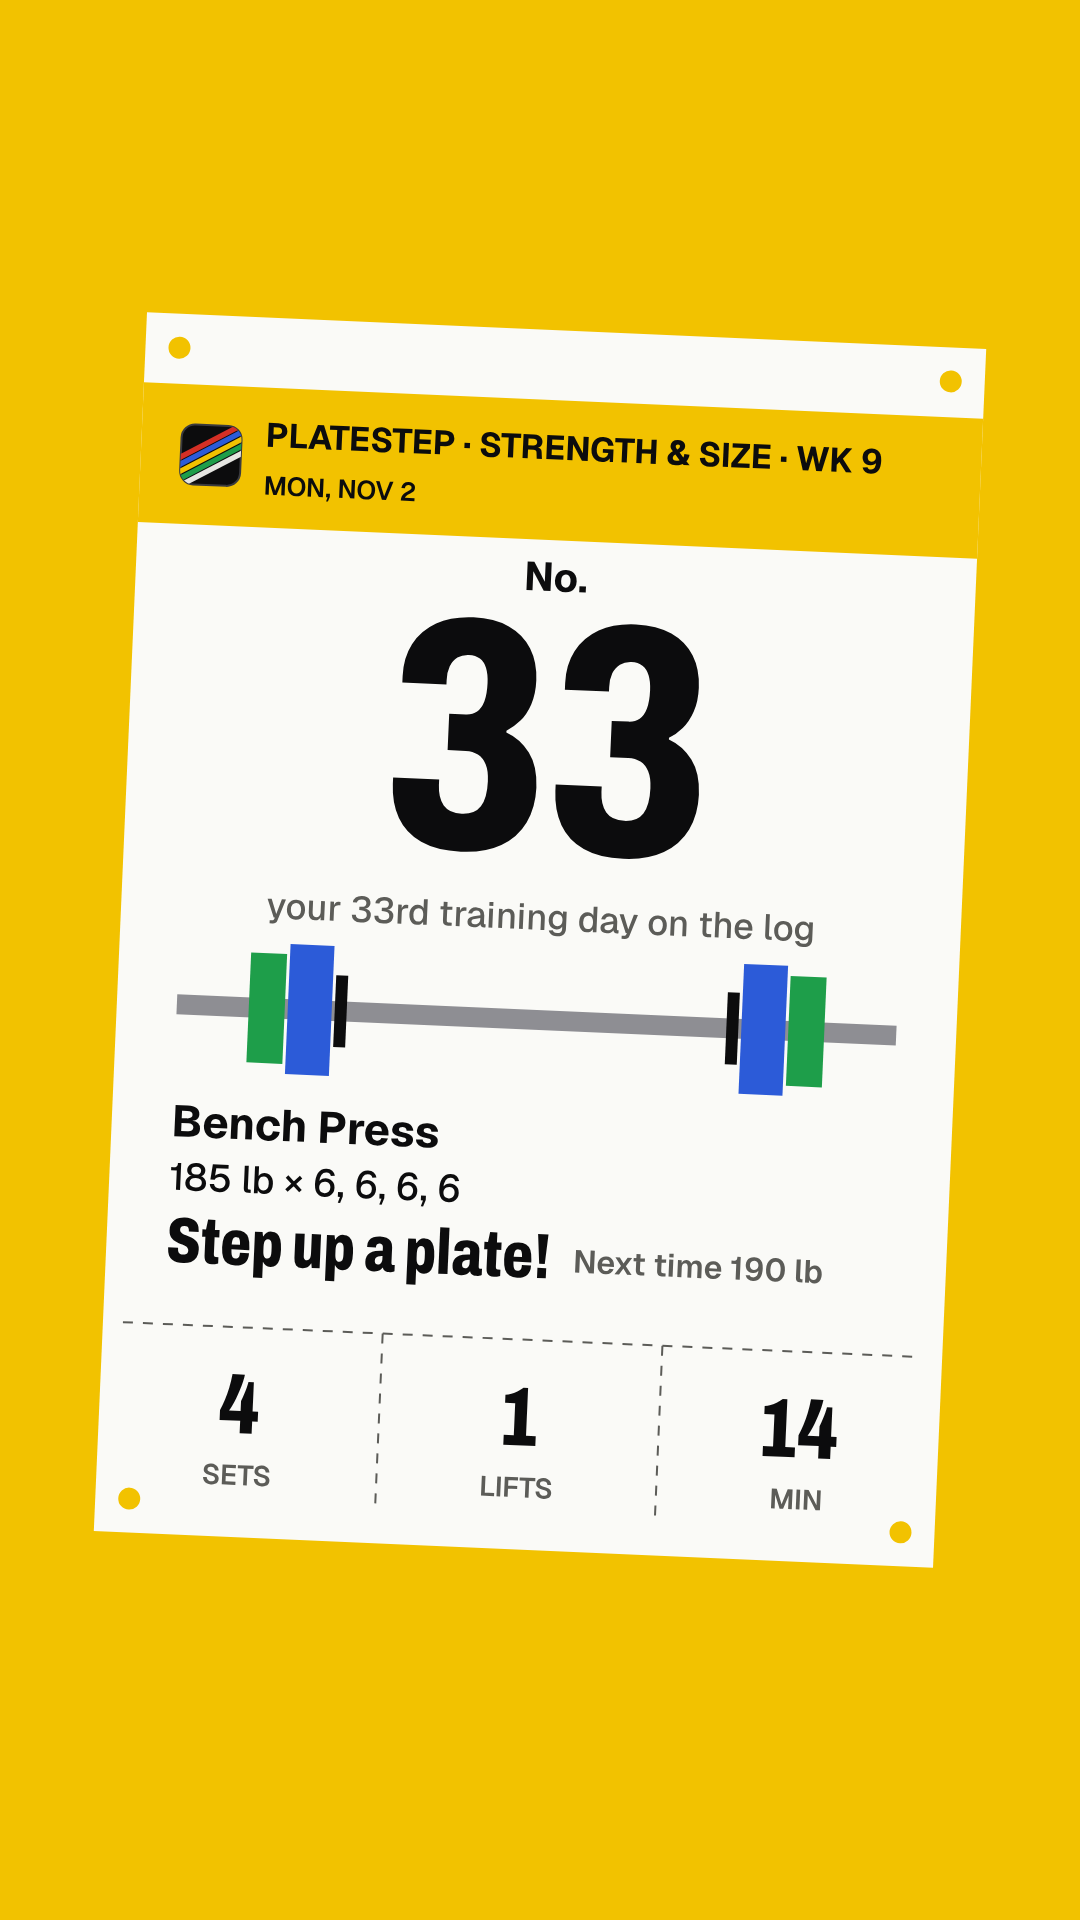 PLATESTEP · STRENGTH & SIZE · WK 9
MON, NOV 2
No.
33
your 33rd training day on the log
Bench Press
185 lb × 6, 6, 6, 6
Step up a plate! Next time 190 lb
4 1 14
SETS LIFTS MIN